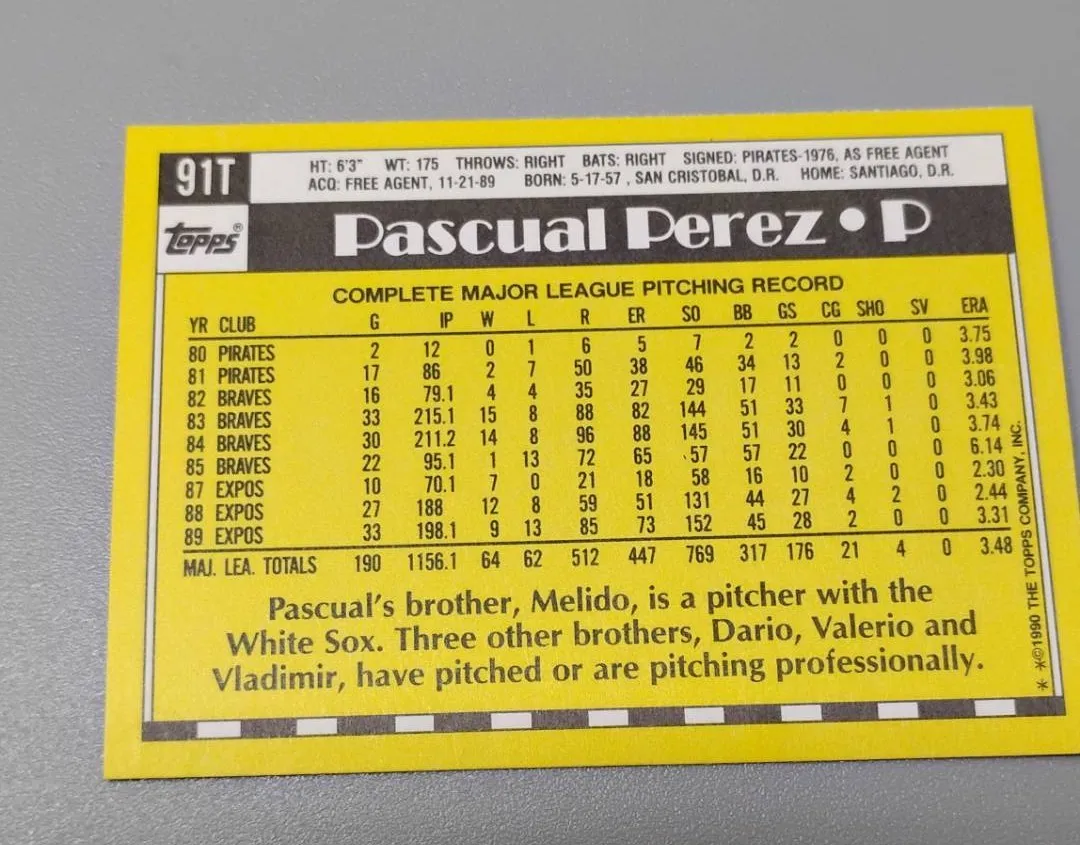 91T
HT: 6'3" WT: 175 THROWS: RIGHT BATS: RIGHT SIGNED: PIRATES-1976, AS FREE AGENT
ACQ: FREE AGENT, 11-21-89 BORN: 5-17-57 , SAN CRISTOBAL, D.R. HOME: SANTIAGO, D.R.
Topps®
Pascual Perez • P
COMPLETE MAJOR LEAGUE PITCHING RECORD
YR CLUB G IP W L R ER SO BB GS CG SHO SV ERA
80 PIRATES 2 12 0 1 6 5 7 2 2 0 0 0 3.75
81 PIRATES 17 86 2 7 50 38 46 34 13 2 0 0 3.98
82 BRAVES 16 79.1 4 4 35 27 29 17 11 0 0 0 3.06
83 BRAVES 33 215.1 15 8 88 82 144 51 33 7 1 0 3.43
84 BRAVES 30 211.2 14 8 96 88 145 51 30 4 1 0 3.74
85 BRAVES 22 95.1 1 13 72 65 57 57 22 0 0 0 6.14
87 EXPOS 10 70.1 7 0 21 18 58 16 10 2 0 0 2.30
88 EXPOS 27 188 12 8 59 51 131 44 27 4 2 0 2.44
89 EXPOS 33 198.1 9 13 85 73 152 45 28 2 0 0 3.31
MAJ. LEA. TOTALS 190 1156.1 64 62 512 447 769 317 176 21 4 0 3.48
Pascual's brother, Melido, is a pitcher with the
White Sox. Three other brothers, Dario, Valerio and
Vladimir, have pitched or are pitching professionally.
* *©1990 THE TOPPS COMPANY, INC.